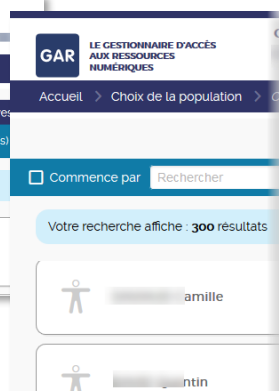 GAR
LE GESTIONNAIRE D'ACCÈS
AUX RESSOURCES
NUMÉRIQUES
Accueil > Choix de la population >
Commence par Rechercher
Votre recherche affiche : 300 résultats
amille
ntin